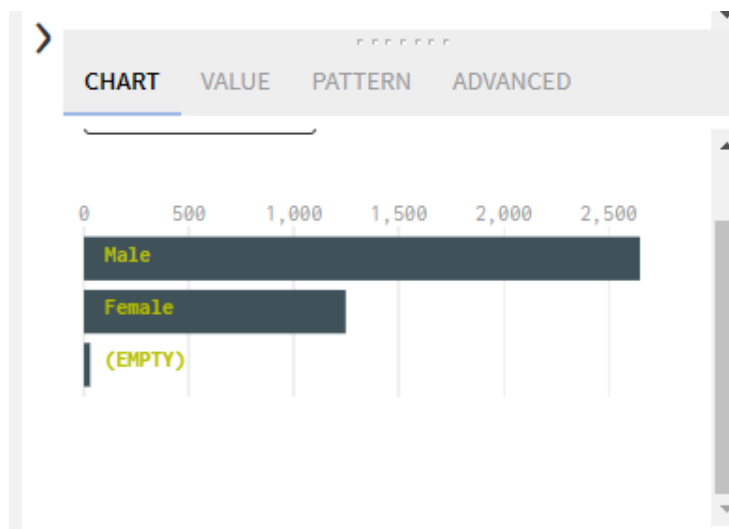 CHART VALUE PATTERN ADVANCED
0 500 1,000 1,500 2,000 2,500
Male
Female
(EMPTY)